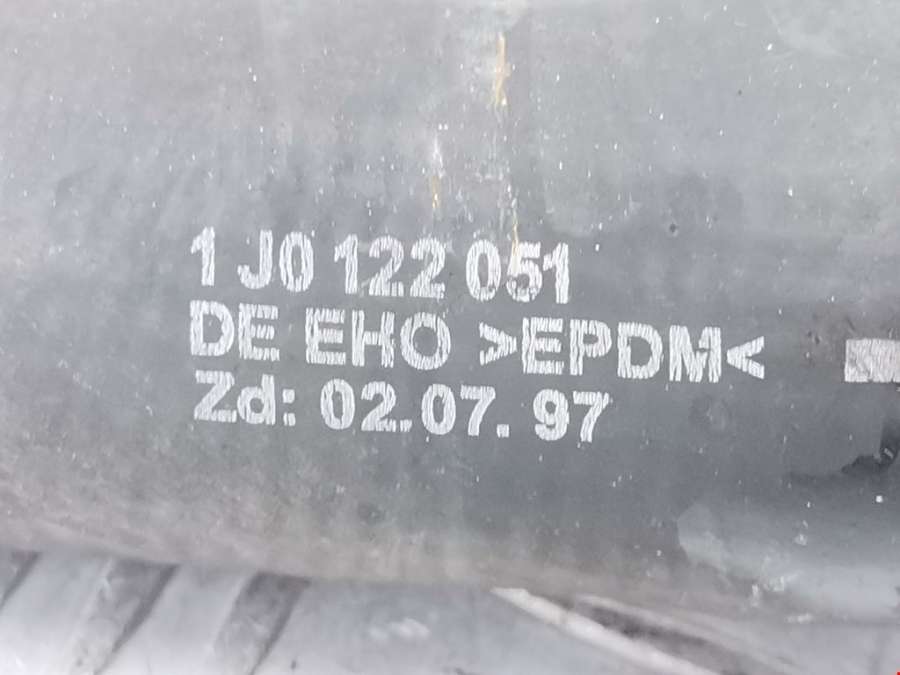 1 J0 122 051
DE EHO >EPDM<
Zd: 02.07.97